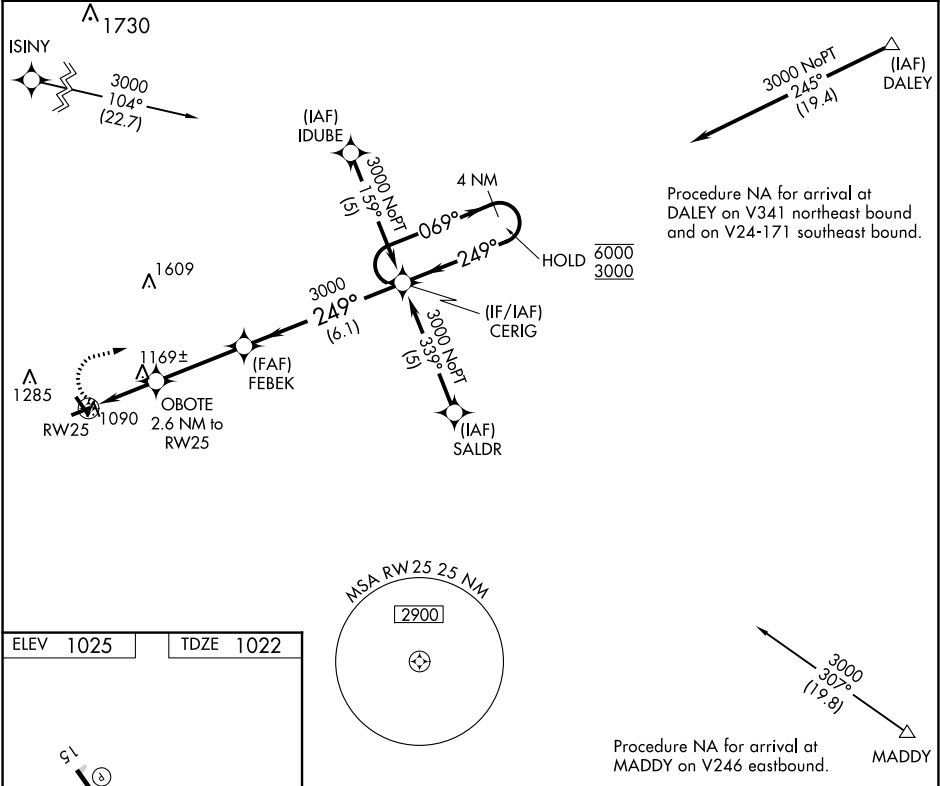 1730
ISINY
3000
104°
(22.7)
(IAF)
IDUBE
3000 NoPT
159°
(5)
4 NM
069°
249°
HOLD
6000
3000
3000 NoPT
245°
(19.4)
(IAF)
DALEY
Procedure NA for arrival at
DALEY on V341 northeast bound
and on V24-171 southeast bound.
1609
3000
249°
(6.1)
(IF/IAF)
CERIG
1169±
(FAF)
FEBEK
3000 NoPT
339°
(5)
1285
1090
RW25
OBOTE
2.6 NM to
RW25
(IAF)
SALDR
MSA RW 25 25 NM
2900
ELEV 1025
TDZE 1022
15
P
3000
307°
(19.8)
MADDY
Procedure NA for arrival at
MADDY on V246 eastbound.